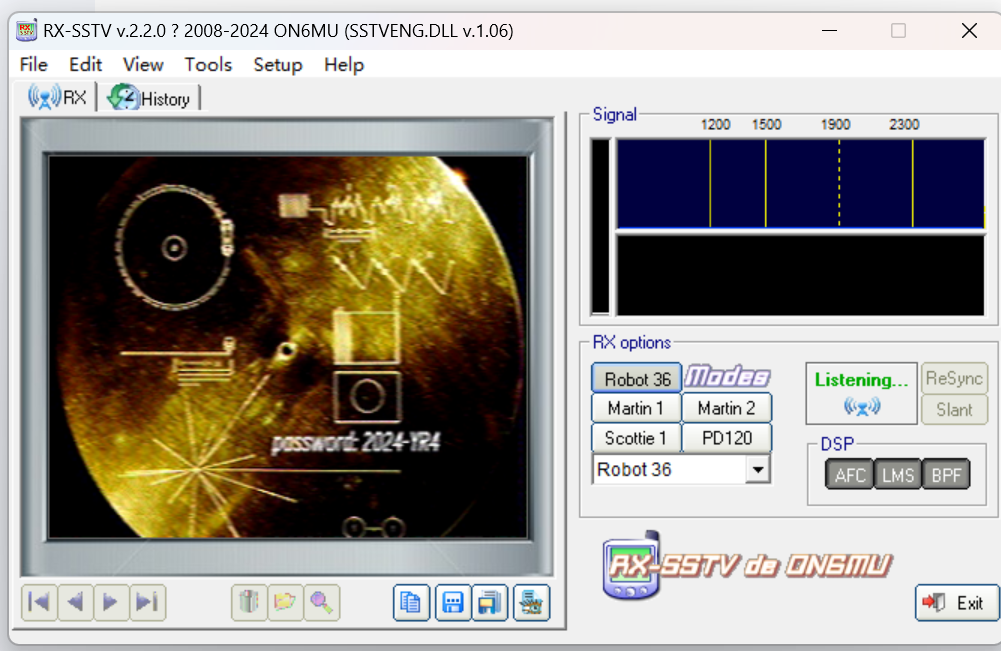 RX-SSTV v.2.2.0 ? 2008-2024 ON6MU (SSTVENG.DLL v.1.06)
File Edit View Tools Setup Help
RX History
Signal
1200 1500 1900 2300
password: 2024-YR4
RX options
Robot 36 Modes
Martin 1 Martin 2
Scottie 1 PD120
Robot 36
Listening... ReSync
Slant
DSP
AFC LMS BPF
RX-SSTV de ON6MU
Exit